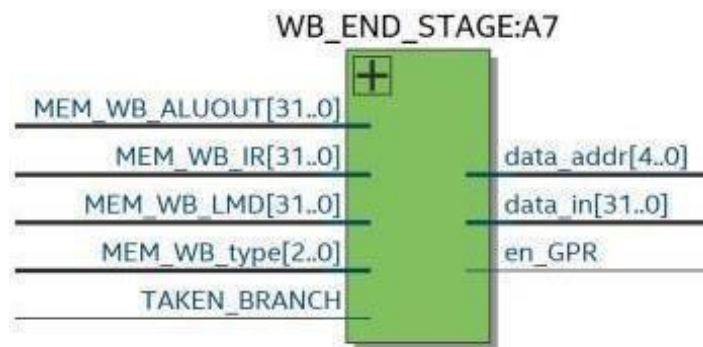 WB_END_STAGE:A7
MEM_WB_ALUOUT[31..0]
MEM_WB_IR[31..0]
MEM_WB_LMD[31..0]
MEM_WB_type[2..0]
TAKEN_BRANCH
data_addr[4..0]
data_in[31..0]
en_GPR